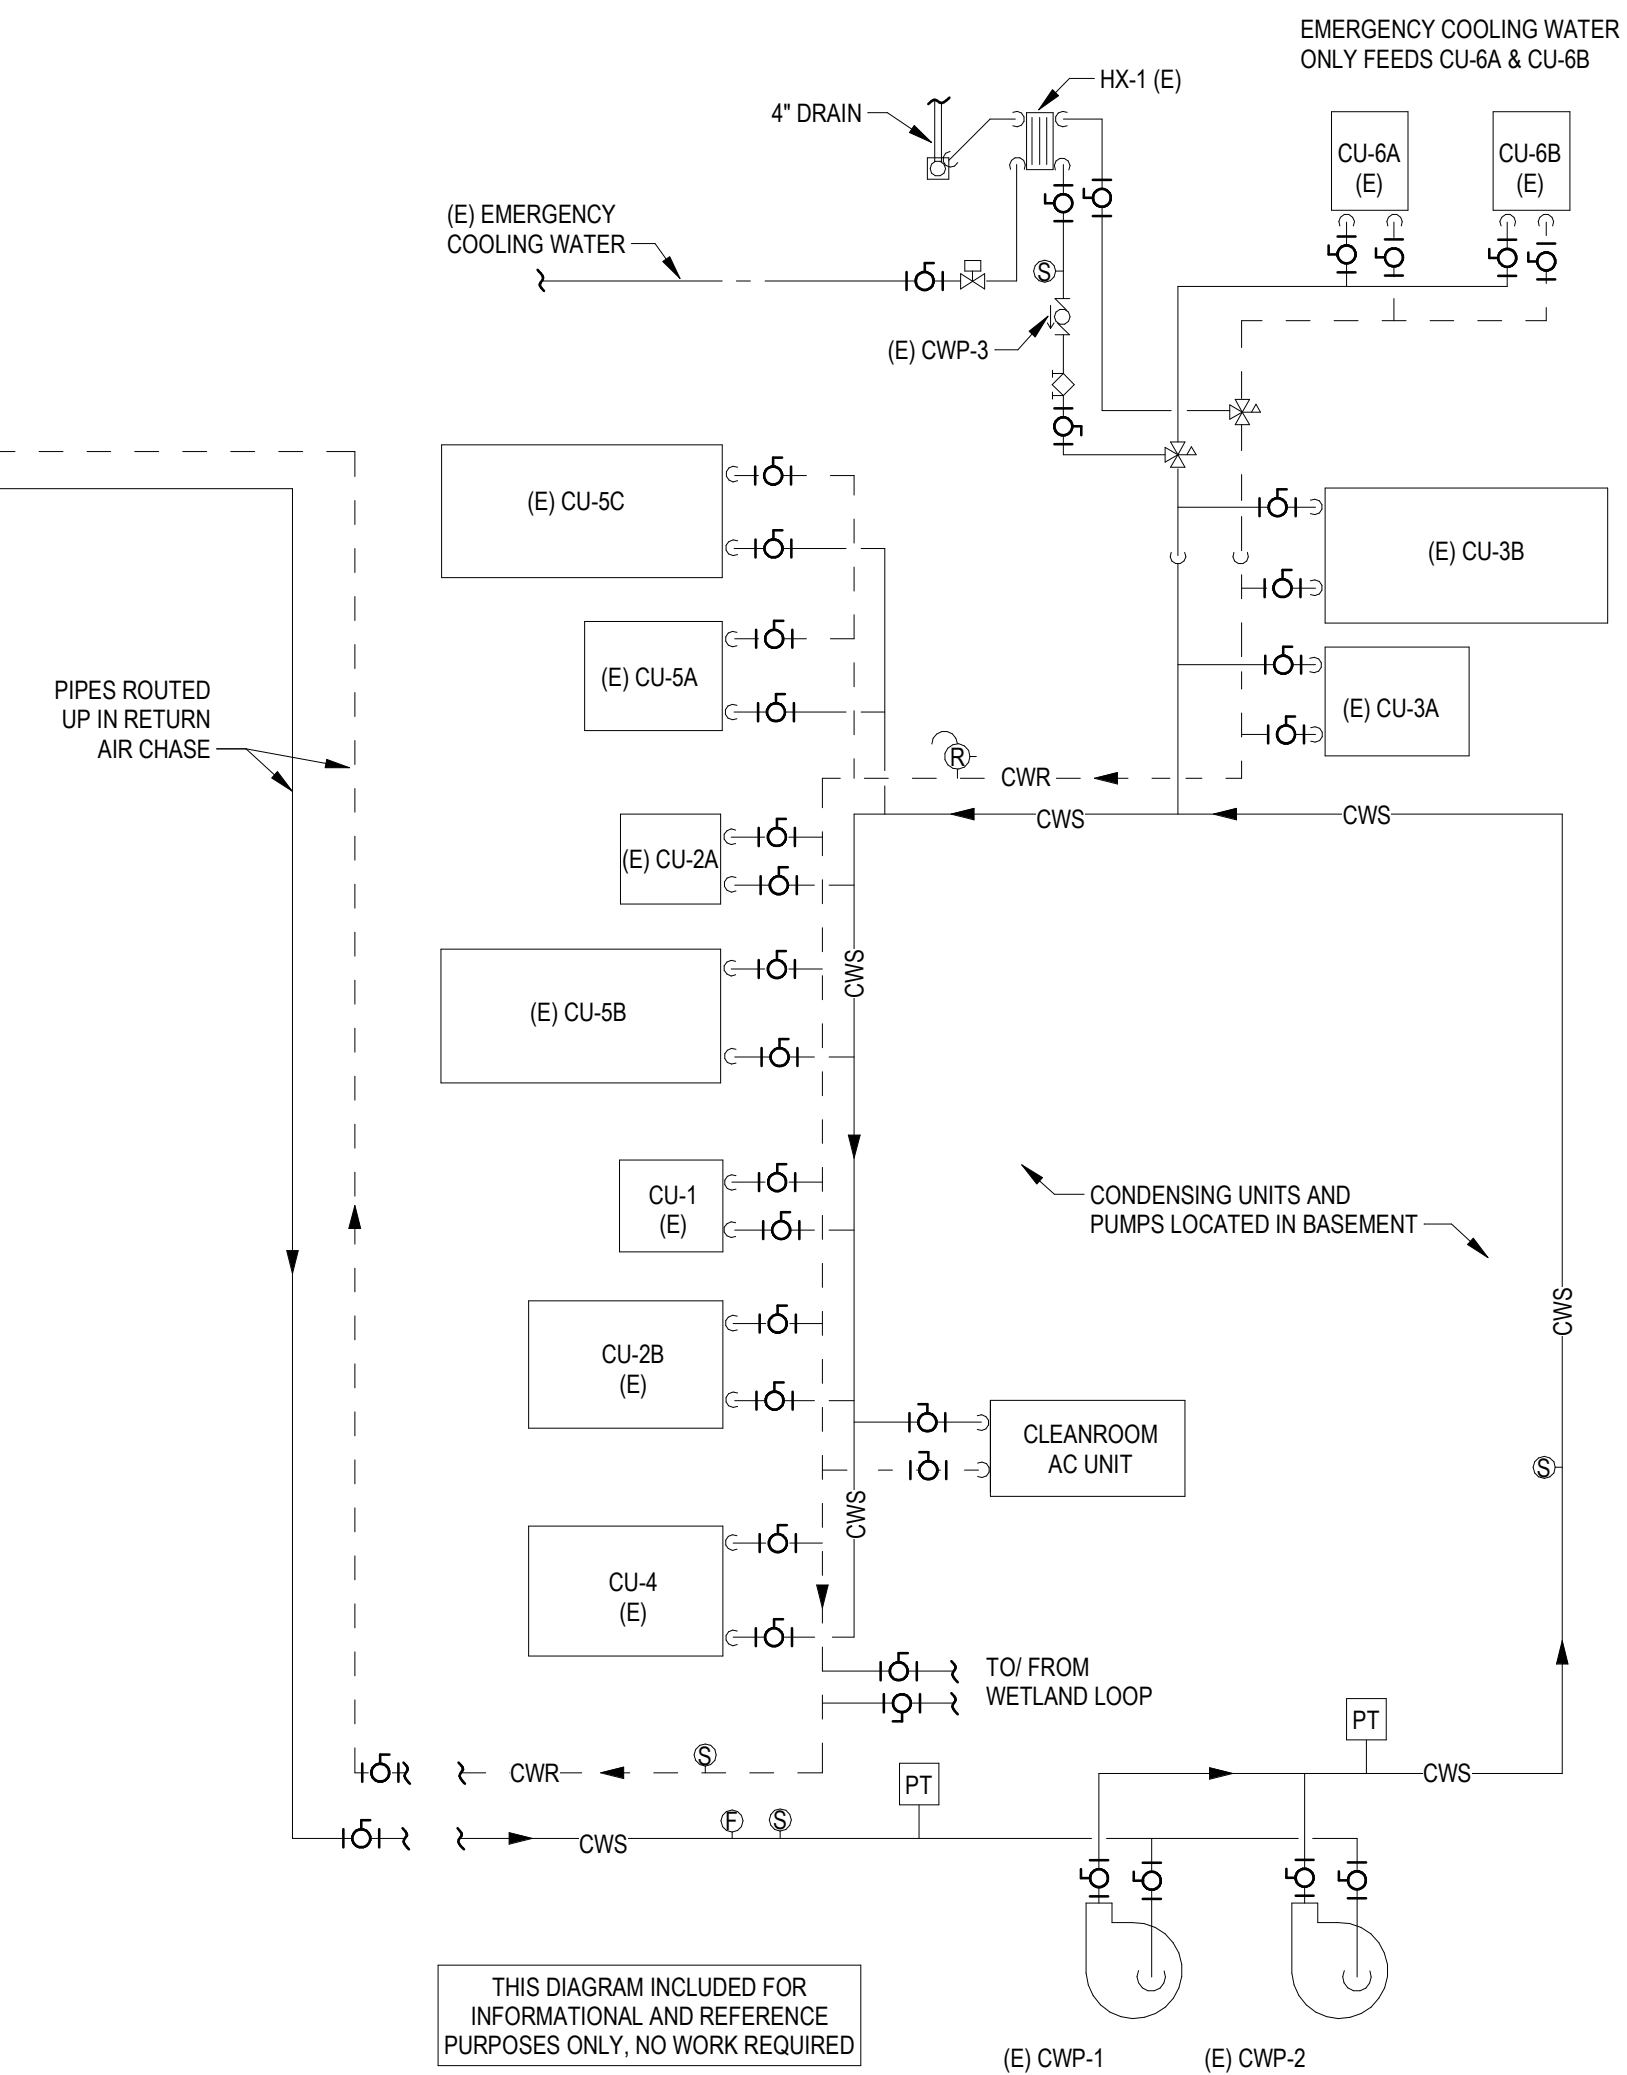 EMERGENCY COOLING WATER
ONLY FEEDS CU-6A & CU-6B
HX-1 (E)
4" DRAIN
CU-6A
(E)
CU-6B
(E)
(E) EMERGENCY
COOLING WATER
S
(E) CWP-3
(E) CU-5C
(E) CU-3B
(E) CU-5A
(E) CU-3A
PIPES ROUTED
UP IN RETURN
AIR CHASE
R
CWR
CWS
CWS
(E) CU-2A
CWS
(E) CU-5B
CU-1
(E)
CONDENSING UNITS AND
PUMPS LOCATED IN BASEMENT
CWS
CU-2B
(E)
CLEANROOM
AC UNIT
S
CWS
CU-4
(E)
TO/ FROM
WETLAND LOOP
PT
S
CWR
PT
CWS
F
S
CWS
THIS DIAGRAM INCLUDED FOR
INFORMATIONAL AND REFERENCE
PURPOSES ONLY, NO WORK REQUIRED
(E) CWP-1
(E) CWP-2